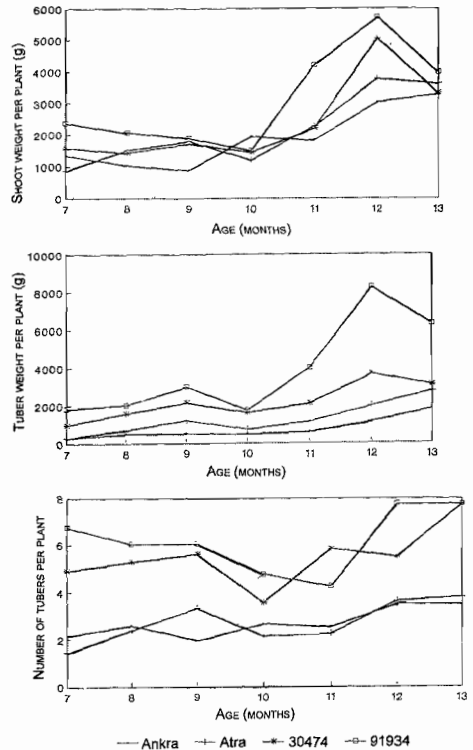 SHOOT WEIGHT PER PLANT (g)
6000
5000
4000
3000
2000
1000
0
7 8 9 10 11 12 13
AGE (MONTHS)
TUBER WEIGHT PER PLANT (g)
10000
8000
6000
4000
2000
0
7 8 9 10 11 12 13
AGE (MONTHS)
NUMBER OF TUBERS PER PLANT
8
6
4
2
0
7 8 9 10 11 12 13
AGE (MONTHS)
Ankra Atra 30474 91934